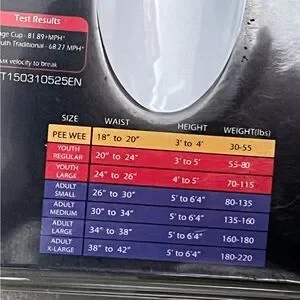 Test Results
ge Cup - 81.89+MPH*
uth Traditional - 68.27 MPH*
ax velocity to break
T150310525EN
SIZE WAIST HEIGHT WEIGHT(lbs)
PEE WEE 18" to 20" 3' to 4' 30-55
YOUTH REGULAR 20" to 24" 3' to 5' 55-80
YOUTH LARGE 24" to 26" 4' to 5' 70-115
ADULT SMALL 26" to 30" 5' to 6'4" 80-135
ADULT MEDIUM 30" to 34" 5' to 6'4" 135-160
ADULT LARGE 34" to 38" 5' to 6'4" 160-180
ADULT X-LARGE 38" to 42" 5' to 6'4" 180-220